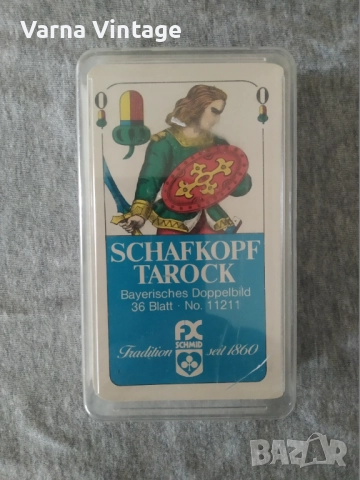 Varna Vintage
O O
SCHAFKOPF
TAROCK
Bayerisches Doppelbild
36 Blatt · No. 11211
FX
SCHMID
Tradition seit 1860
BAZAR